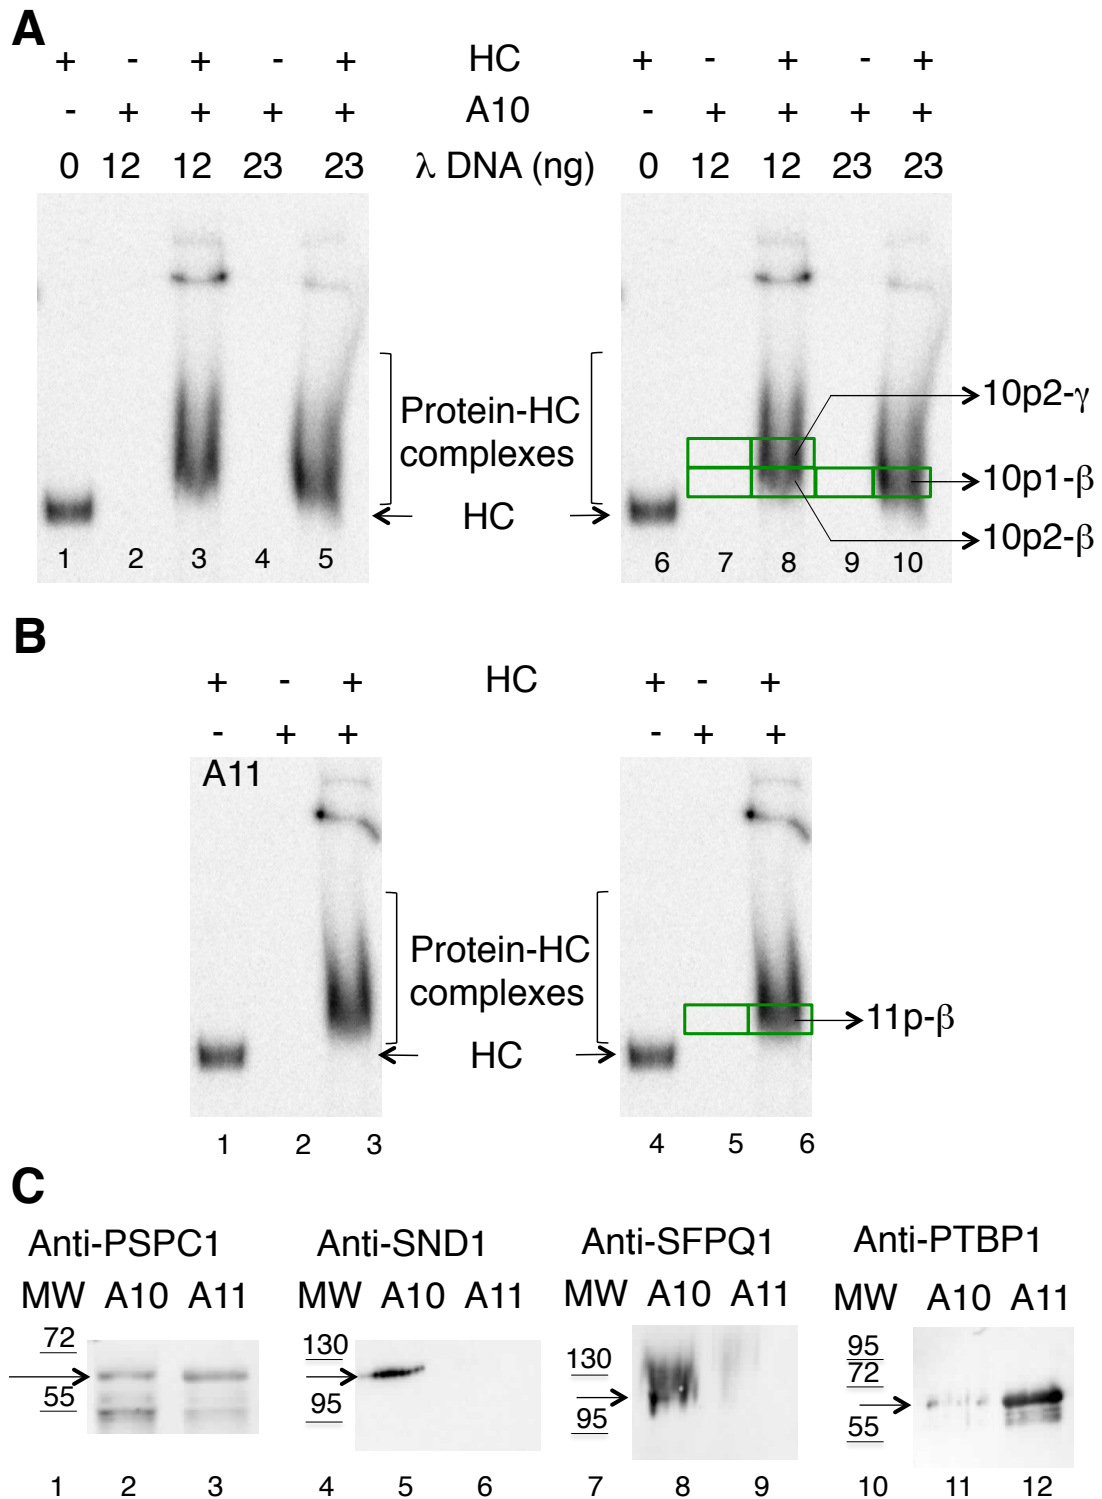 A
+ - + - + HC + - + - +
- + + + + A10 - + + + +
0 12 12 23 23 λ DNA (ng) 0 12 12 23 23
10p2-γ
Protein-HC
complexes
10p1-β
HC
10p2-β
1 2 3 4 5 6 7 8 9 10
B
+ - + HC + - +
- + + - + +
A11
Protein-HC
complexes
11p-β
HC
1 2 3 4 5 6
C
Anti-PSPC1 Anti-SND1 Anti-SFPQ1 Anti-PTBP1
MW A10 A11 MW A10 A11 MW A10 A11 MW A10 A11
72 130 130 95
72
55 95 95 55
1 2 3 4 5 6 7 8 9 10 11 12